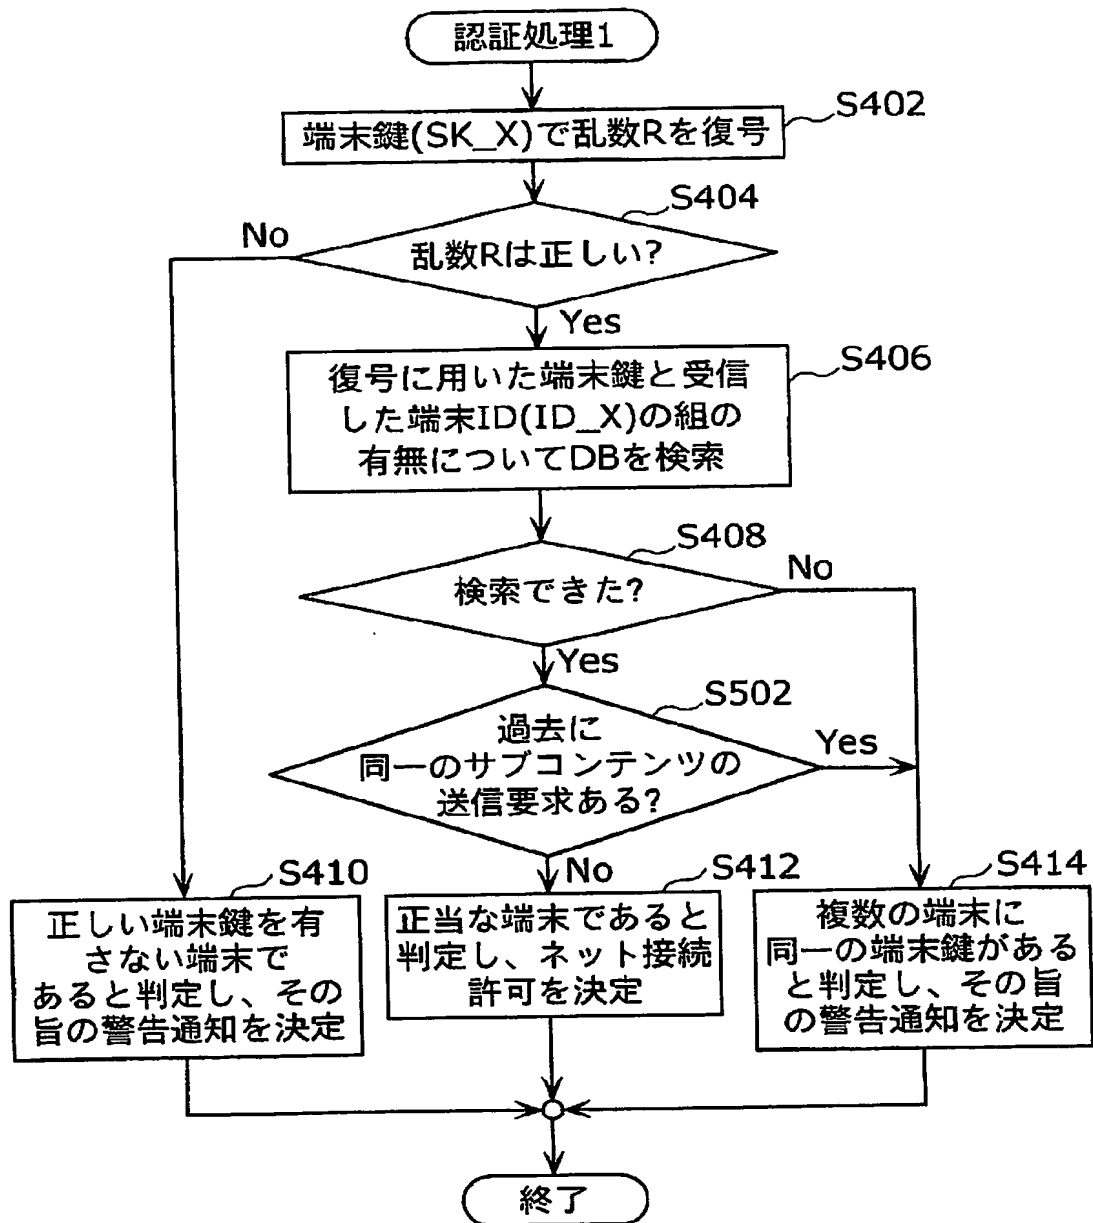 認証処理1
S402
端末鍵(SK_X)で乱数Rを復号
S404
No
乱数Rは正しい?
Yes
S406
復号に用いた端末鍵と受信
した端末ID(ID_X)の組の
有無についてDBを検索
S408
No
検索できた?
Yes
S502
過去に
同一のサブコンテンツの
送信要求ある?
Yes
No
S410
正しい端末鍵を有
さない端末で
あると判定し、その
旨の警告通知を決定
S412
正当な端末であると
判定し、ネット接続
許可を決定
S414
複数の端末に
同一の端末鍵がある
と判定し、その旨
の警告通知を決定
終了